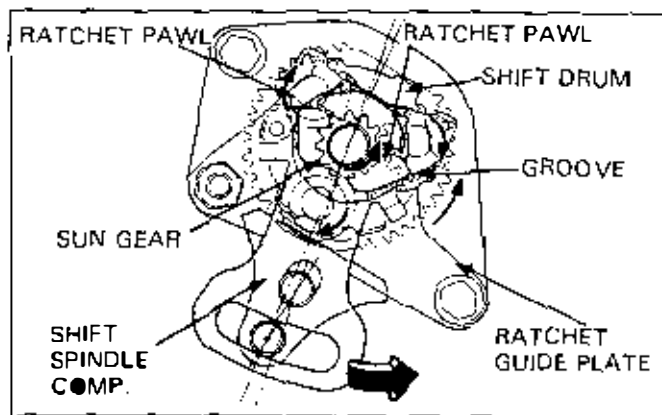 RATCHET PAWL
RATCHET PAWL
SHIFT DRUM
GROOVE
SUN GEAR
SHIFT
SPINDLE
COMP.
RATCHET
GUIDE PLATE